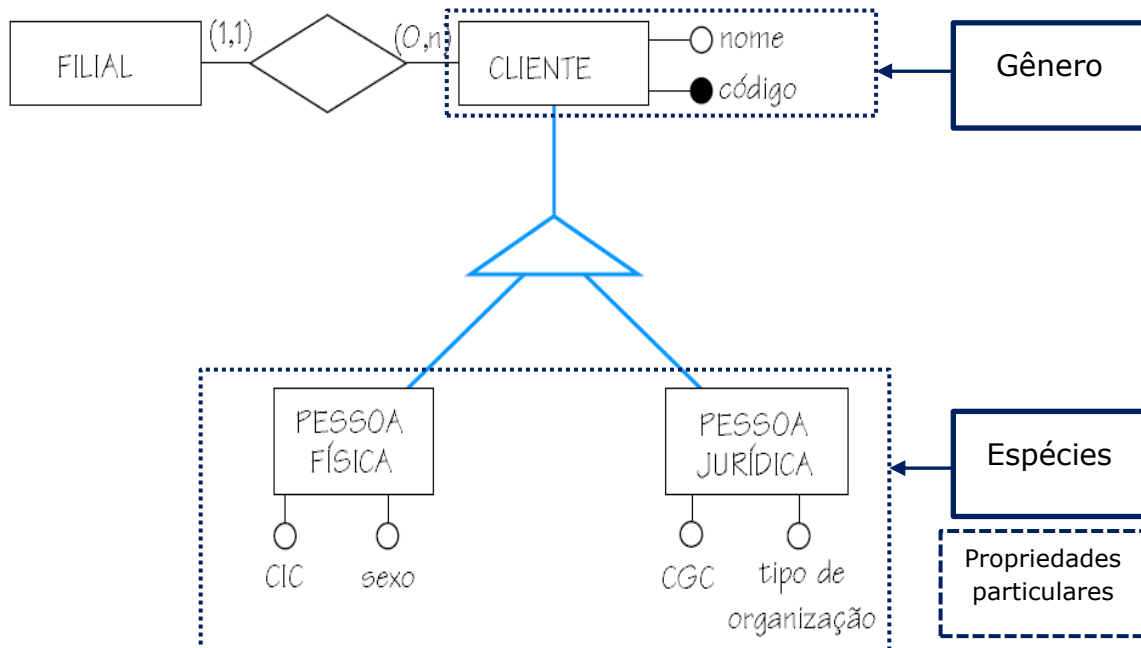 FILIAL
(1,1)
(0,n)
CLIENTE
nome
código
Gênero
PESSOA
FÍSICA
PESSOA
JURÍDICA
Espécies
CIC
sexo
CGC
tipo de
organização
Propriedades
particulares